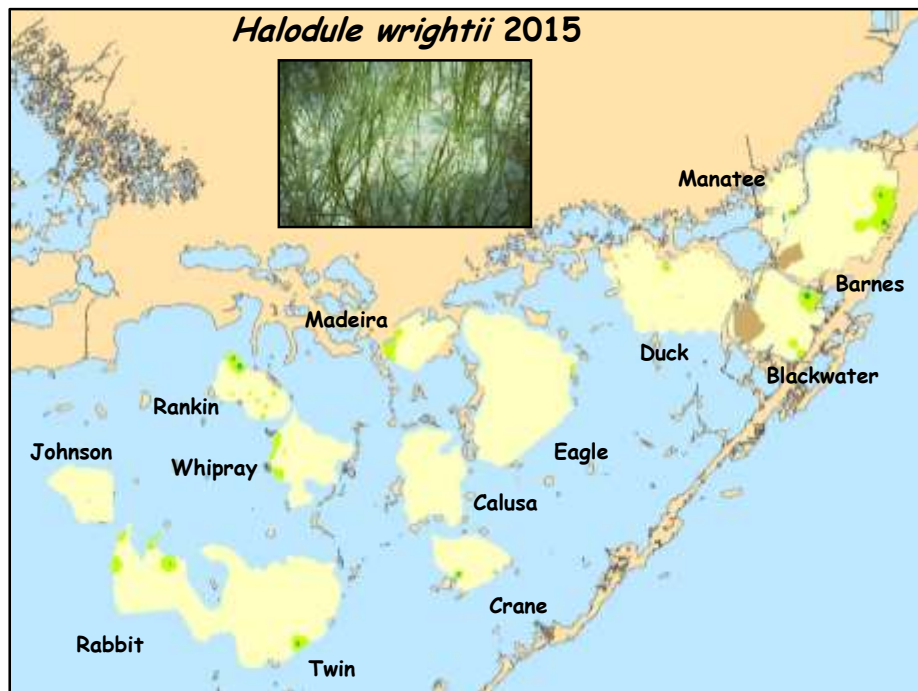 Halodule wrightii 2015
Manatee
Barnes
Madeira
Duck
Blackwater
Rankin
Johnson
Whipray
Eagle
Calusa
Crane
Rabbit
Twin